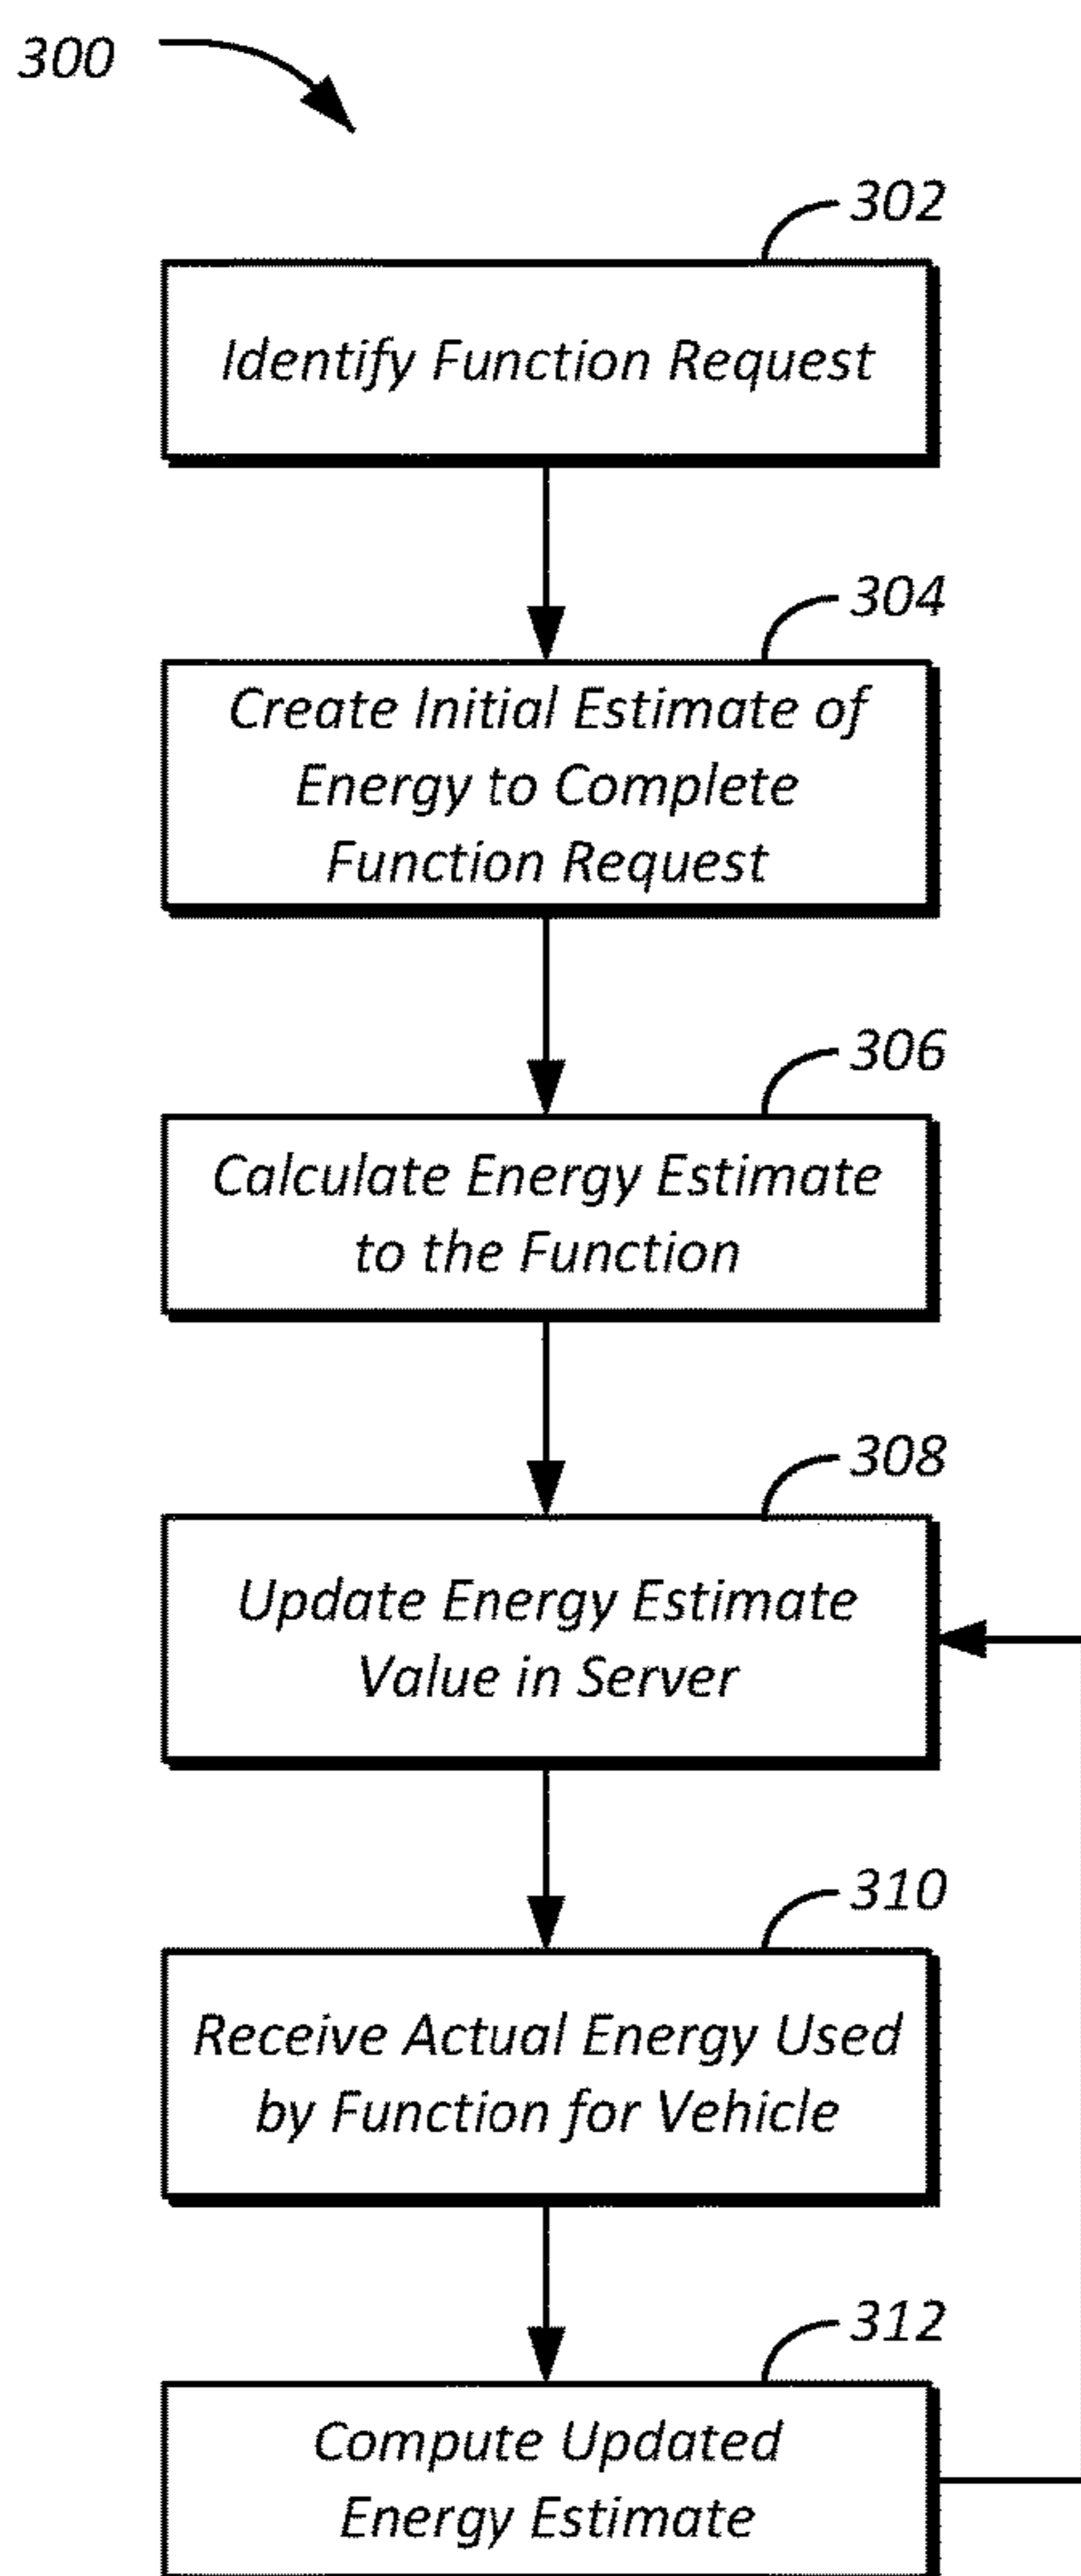 300
302
Identify Function Request
304
Create Initial Estimate of
Energy to Complete
Function Request
306
Calculate Energy Estimate
to the Function
308
Update Energy Estimate
Value in Server
310
Receive Actual Energy Used
by Function for Vehicle
312
Compute Updated
Energy Estimate